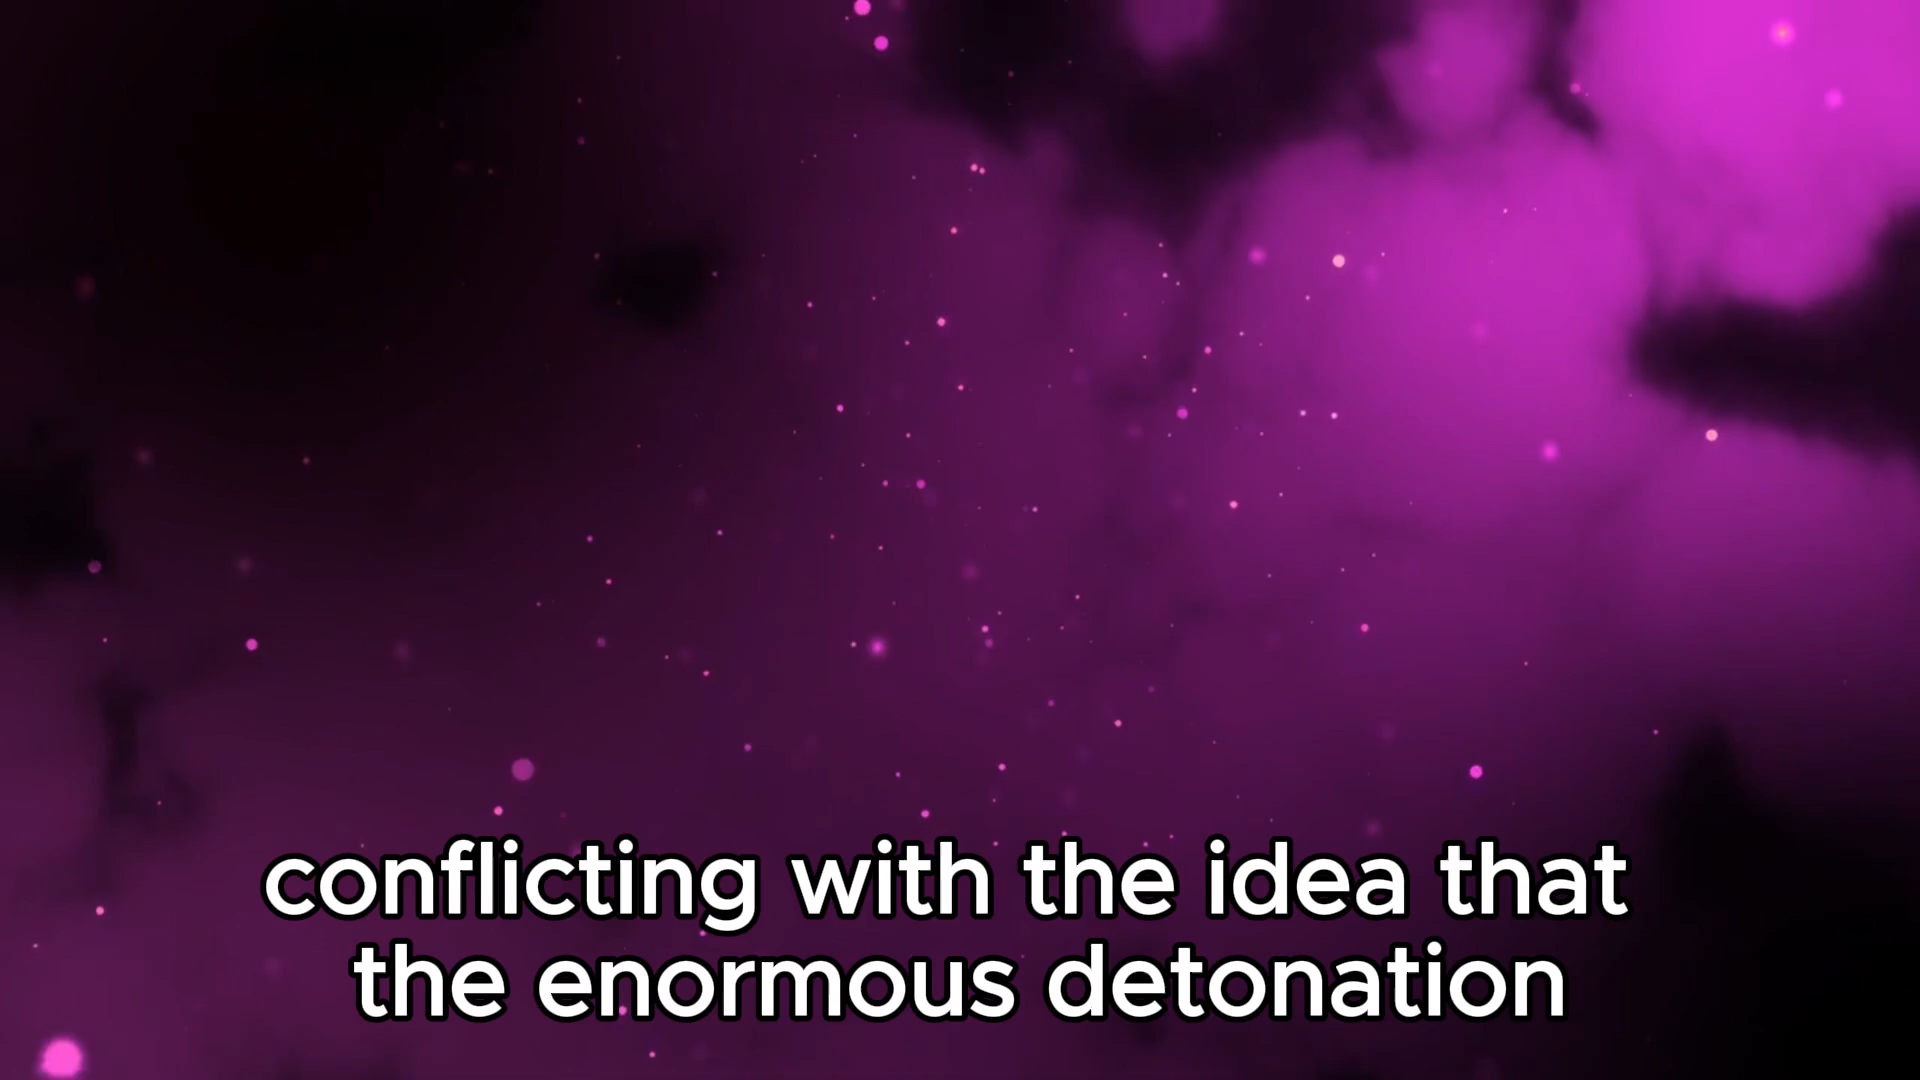 conflicting with the idea that
the enormous detonation